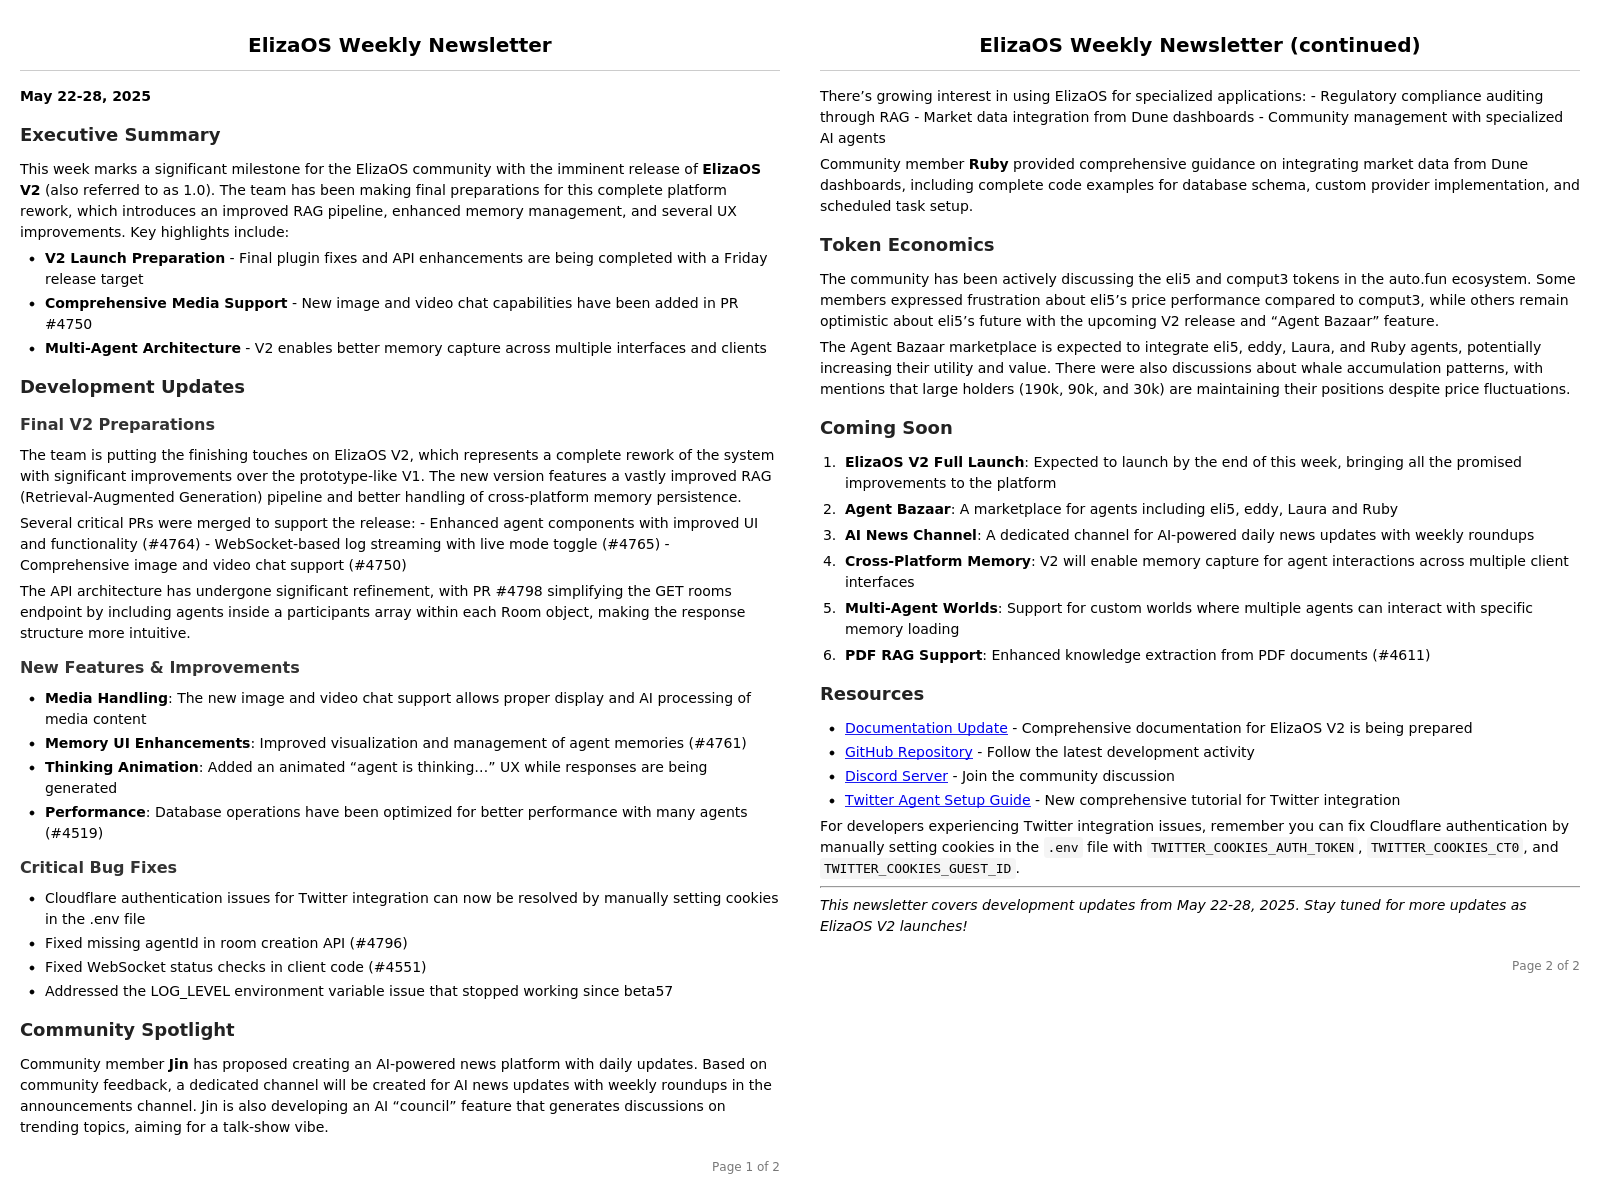 ElizaOS Weekly Newsletter
May 22-28, 2025
Executive Summary
This week marks a significant milestone for the ElizaOS community with the imminent release of ElizaOS
V2 (also referred to as 1.0). The team has been making final preparations for this complete platform
rework, which introduces an improved RAG pipeline, enhanced memory management, and several UX
improvements. Key highlights include:
• V2 Launch Preparation - Final plugin fixes and API enhancements are being completed with a Friday
release target
• Comprehensive Media Support - New image and video chat capabilities have been added in PR
#4750
• Multi-Agent Architecture - V2 enables better memory capture across multiple interfaces and clients
Development Updates
Final V2 Preparations
The team is putting the finishing touches on ElizaOS V2, which represents a complete rework of the system
with significant improvements over the prototype-like V1. The new version features a vastly improved RAG
(Retrieval-Augmented Generation) pipeline and better handling of cross-platform memory persistence.
Several critical PRs were merged to support the release: - Enhanced agent components with improved UI
and functionality (#4764) - WebSocket-based log streaming with live mode toggle (#4765) -
Comprehensive image and video chat support (#4750)
The API architecture has undergone significant refinement, with PR #4798 simplifying the GET rooms
endpoint by including agents inside a participants array within each Room object, making the response
structure more intuitive.
New Features & Improvements
• Media Handling: The new image and video chat support allows proper display and AI processing of
media content
• Memory UI Enhancements: Improved visualization and management of agent memories (#4761)
• Thinking Animation: Added an animated “agent is thinking…” UX while responses are being
generated
• Performance: Database operations have been optimized for better performance with many agents
(#4519)
Critical Bug Fixes
• Cloudflare authentication issues for Twitter integration can now be resolved by manually setting cookies
in the .env file
• Fixed missing agentId in room creation API (#4796)
• Fixed WebSocket status checks in client code (#4551)
• Addressed the LOG_LEVEL environment variable issue that stopped working since beta57
Community Spotlight
Community member Jin has proposed creating an AI-powered news platform with daily updates. Based on
community feedback, a dedicated channel will be created for AI news updates with weekly roundups in the
announcements channel. Jin is also developing an AI “council” feature that generates discussions on
trending topics, aiming for a talk-show vibe.
Page 1 of 2
ElizaOS Weekly Newsletter (continued)
There’s growing interest in using ElizaOS for specialized applications: - Regulatory compliance auditing
through RAG - Market data integration from Dune dashboards - Community management with specialized
AI agents
Community member Ruby provided comprehensive guidance on integrating market data from Dune
dashboards, including complete code examples for database schema, custom provider implementation, and
scheduled task setup.
Token Economics
The community has been actively discussing the eli5 and comput3 tokens in the auto.fun ecosystem. Some
members expressed frustration about eli5’s price performance compared to comput3, while others remain
optimistic about eli5’s future with the upcoming V2 release and “Agent Bazaar” feature.
The Agent Bazaar marketplace is expected to integrate eli5, eddy, Laura, and Ruby agents, potentially
increasing their utility and value. There were also discussions about whale accumulation patterns, with
mentions that large holders (190k, 90k, and 30k) are maintaining their positions despite price fluctuations.
Coming Soon
1. ElizaOS V2 Full Launch: Expected to launch by the end of this week, bringing all the promised
improvements to the platform
2. Agent Bazaar: A marketplace for agents including eli5, eddy, Laura and Ruby
3. AI News Channel: A dedicated channel for AI-powered daily news updates with weekly roundups
4. Cross-Platform Memory: V2 will enable memory capture for agent interactions across multiple client
interfaces
5. Multi-Agent Worlds: Support for custom worlds where multiple agents can interact with specific
memory loading
6. PDF RAG Support: Enhanced knowledge extraction from PDF documents (#4611)
Resources
• Documentation Update - Comprehensive documentation for ElizaOS V2 is being prepared
• GitHub Repository - Follow the latest development activity
• Discord Server - Join the community discussion
• Twitter Agent Setup Guide - New comprehensive tutorial for Twitter integration
For developers experiencing Twitter integration issues, remember you can fix Cloudflare authentication by
manually setting cookies in the .env file with TWITTER_COOKIES_AUTH_TOKEN, TWITTER_COOKIES_CT0, and
TWITTER_COOKIES_GUEST_ID.
This newsletter covers development updates from May 22-28, 2025. Stay tuned for more updates as
ElizaOS V2 launches!
Page 2 of 2